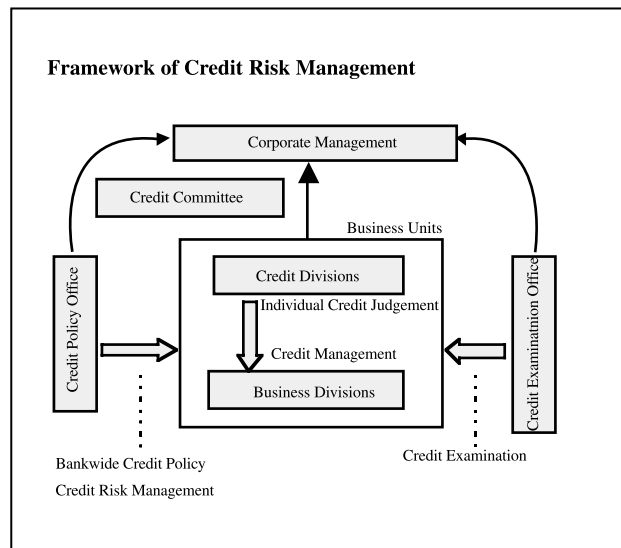 Framework of Credit Risk Management
Corporate Management
Credit Committee
Business Units
Credit Divisions
Individual Credit Judgement
Credit Management
Business Divisions
Credit Policy Office
Credit Examinatnion Office
Bankwide Credit Policy
Credit Risk Management
Credit Examination